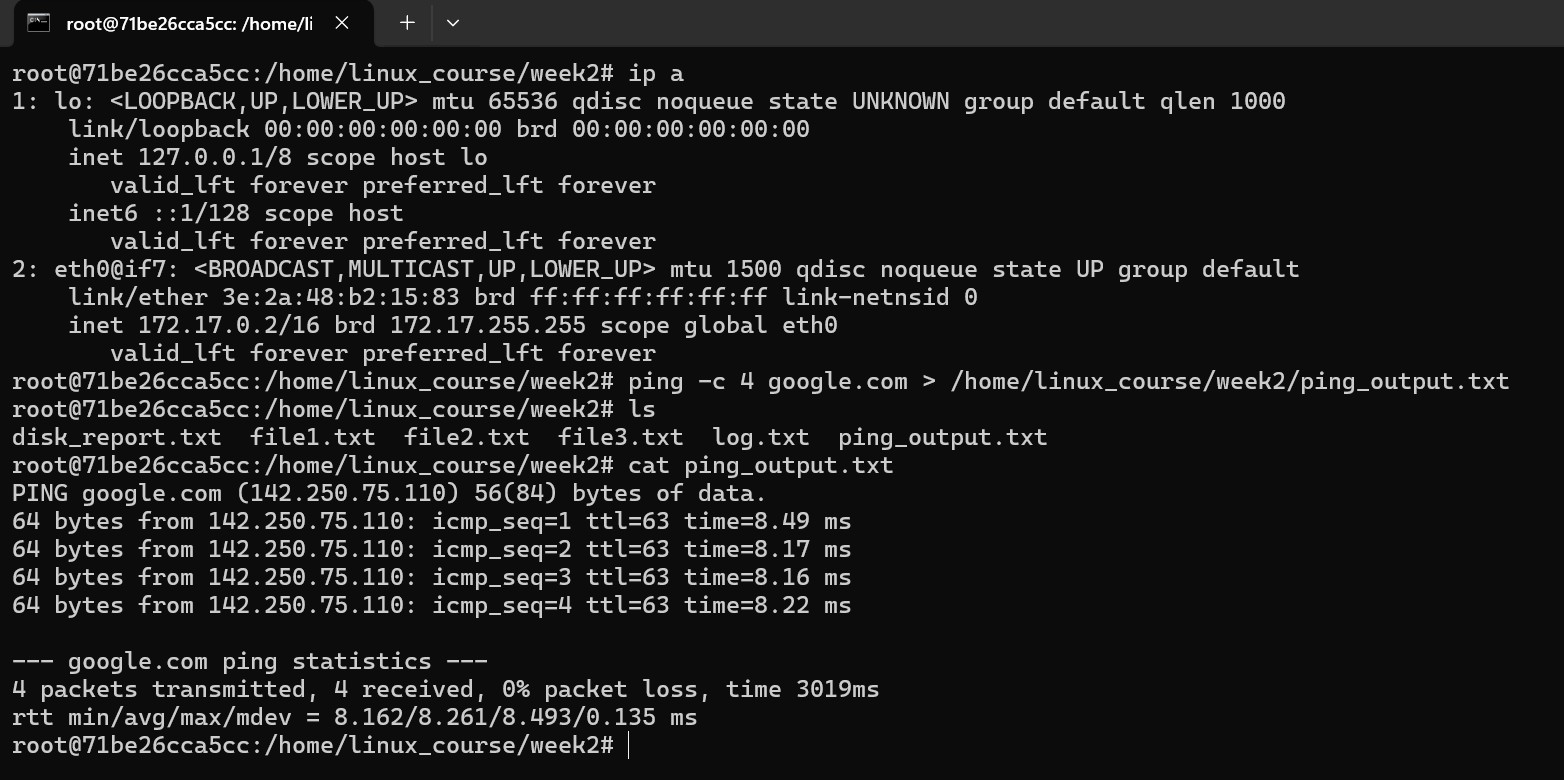 root@71be26cca5cc: /home/li
root@71be26cca5cc:/home/linux_course/week2# ip a
1: lo: <LOOPBACK,UP,LOWER_UP> mtu 65536 qdisc noqueue state UNKNOWN group default qlen 1000
    link/loopback 00:00:00:00:00:00 brd 00:00:00:00:00:00
    inet 127.0.0.1/8 scope host lo
       valid_lft forever preferred_lft forever
    inet6 ::1/128 scope host
       valid_lft forever preferred_lft forever
2: eth0@if7: <BROADCAST,MULTICAST,UP,LOWER_UP> mtu 1500 qdisc noqueue state UP group default
    link/ether 3e:2a:48:b2:15:83 brd ff:ff:ff:ff:ff:ff link-netnsid 0
    inet 172.17.0.2/16 brd 172.17.255.255 scope global eth0
       valid_lft forever preferred_lft forever
root@71be26cca5cc:/home/linux_course/week2# ping -c 4 google.com > /home/linux_course/week2/ping_output.txt
root@71be26cca5cc:/home/linux_course/week2# ls
disk_report.txt  file1.txt  file2.txt  file3.txt  log.txt  ping_output.txt
root@71be26cca5cc:/home/linux_course/week2# cat ping_output.txt
PING google.com (142.250.75.110) 56(84) bytes of data.
64 bytes from 142.250.75.110: icmp_seq=1 ttl=63 time=8.49 ms
64 bytes from 142.250.75.110: icmp_seq=2 ttl=63 time=8.17 ms
64 bytes from 142.250.75.110: icmp_seq=3 ttl=63 time=8.16 ms
64 bytes from 142.250.75.110: icmp_seq=4 ttl=63 time=8.22 ms

--- google.com ping statistics ---
4 packets transmitted, 4 received, 0% packet loss, time 3019ms
rtt min/avg/max/mdev = 8.162/8.261/8.493/0.135 ms
root@71be26cca5cc:/home/linux_course/week2#